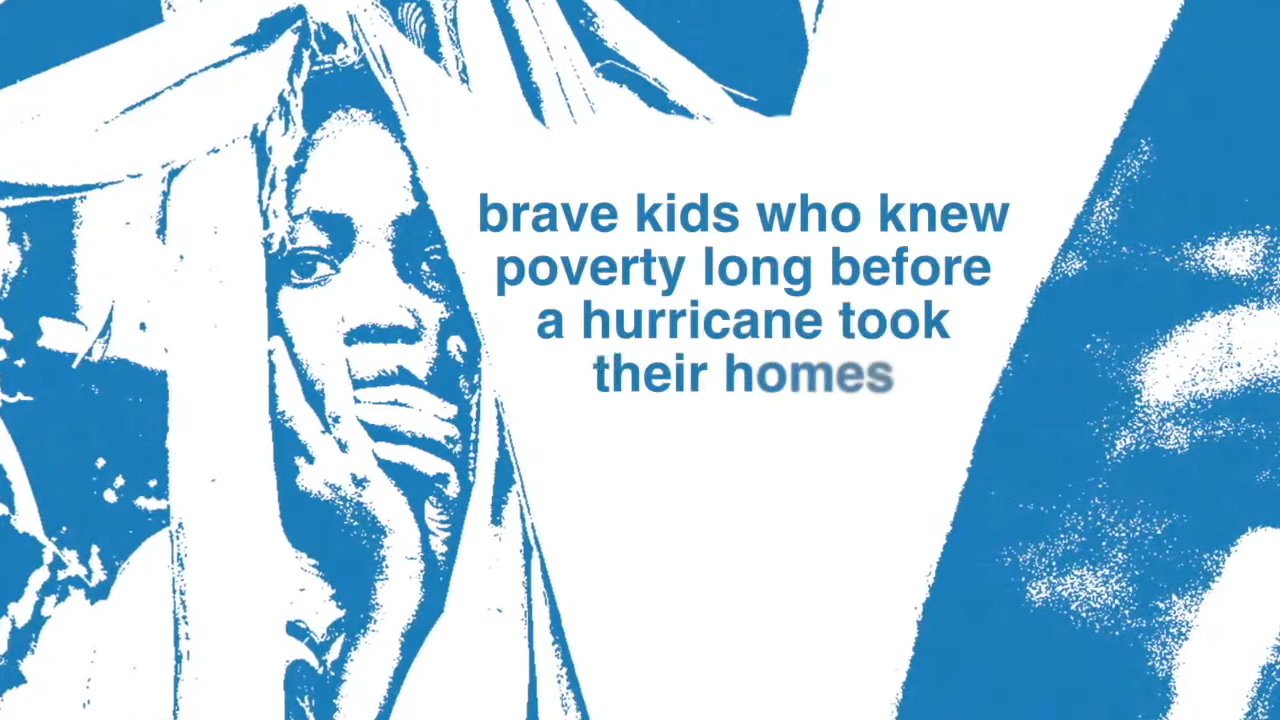 brave kids who knew
poverty long before
a hurricane took
their homes